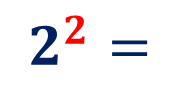 2² =